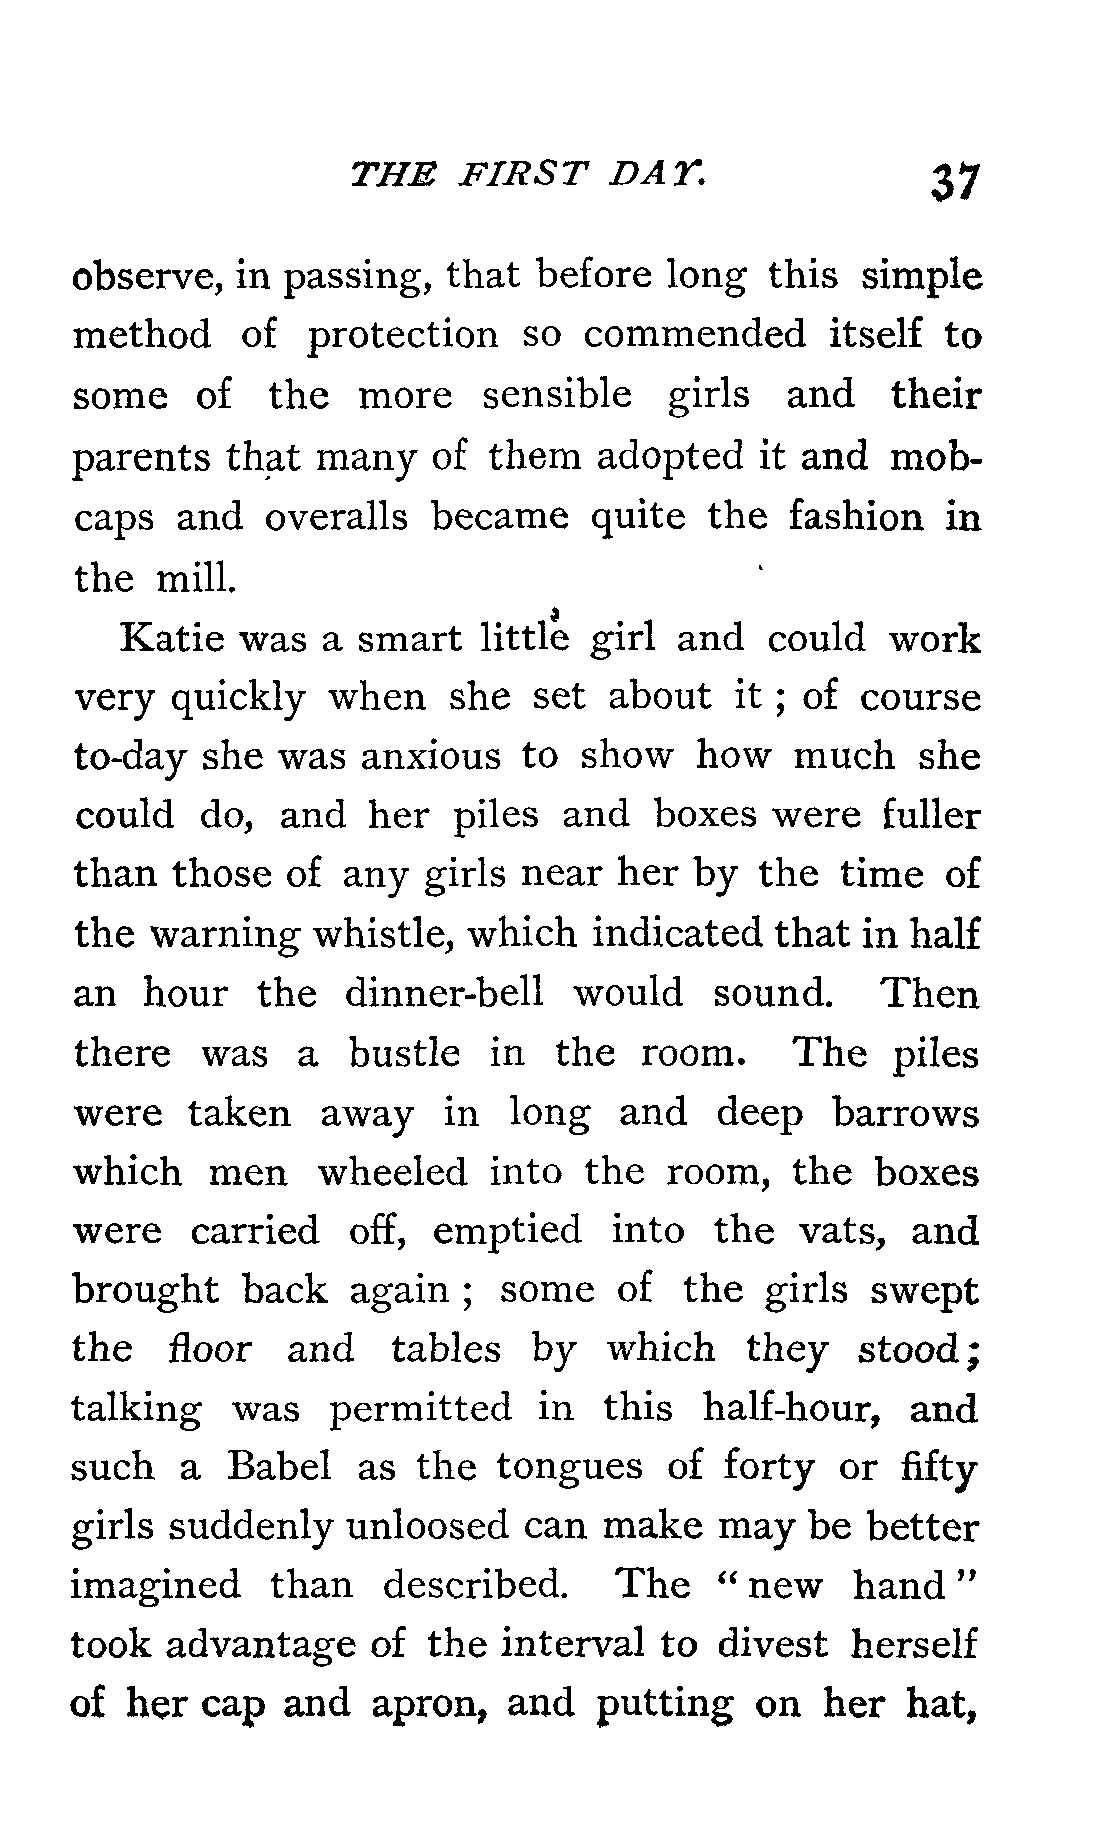 THE FIRST DAY. 37
observe, in passing, that before long this simple
method of protection so commended itself to
some of the more sensible girls and their
parents that many of them adopted it and mob-
caps and overalls became quite the fashion in
the mill.
Katie was a smart little girl and could work
very quickly when she set about it ; of course
to-day she was anxious to show how much she
could do, and her piles and boxes were fuller
than those of any girls near her by the time of
the warning whistle, which indicated that in half
an hour the dinner-bell would sound. Then
there was a bustle in the room. The piles
were taken away in long and deep barrows
which men wheeled into the room, the boxes
were carried off, emptied into the vats, and
brought back again ; some of the girls swept
the floor and tables by which they stood;
talking was permitted in this half-hour, and
such a Babel as the tongues of forty or fifty
girls suddenly unloosed can make may be better
imagined than described. The “ new hand ”
took advantage of the interval to divest herself
of her cap and apron, and putting on her hat,